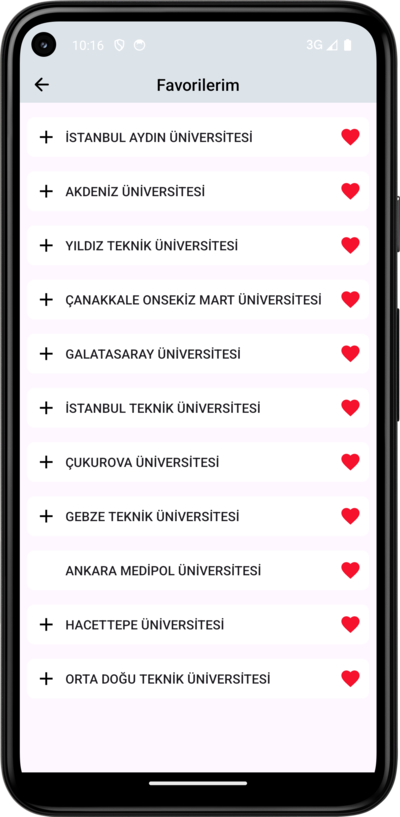 10:16
3G
Favorilerim
İSTANBUL AYDIN ÜNİVERSİTESİ
AKDENİZ ÜNİVERSİTESİ
YILDIZ TEKNİK ÜNİVERSİTESİ
ÇANAKKALE ONSEKİZ MART ÜNİVERSİTESİ
GALATASARAY ÜNİVERSİTESİ
İSTANBUL TEKNİK ÜNİVERSİTESİ
ÇUKUROVA ÜNİVERSİTESİ
GEBZE TEKNİK ÜNİVERSİTESİ
ANKARA MEDİPOL ÜNİVERSİTESİ
HACETTEPE ÜNİVERSİTESİ
ORTA DOĞU TEKNİK ÜNİVERSİTESİ